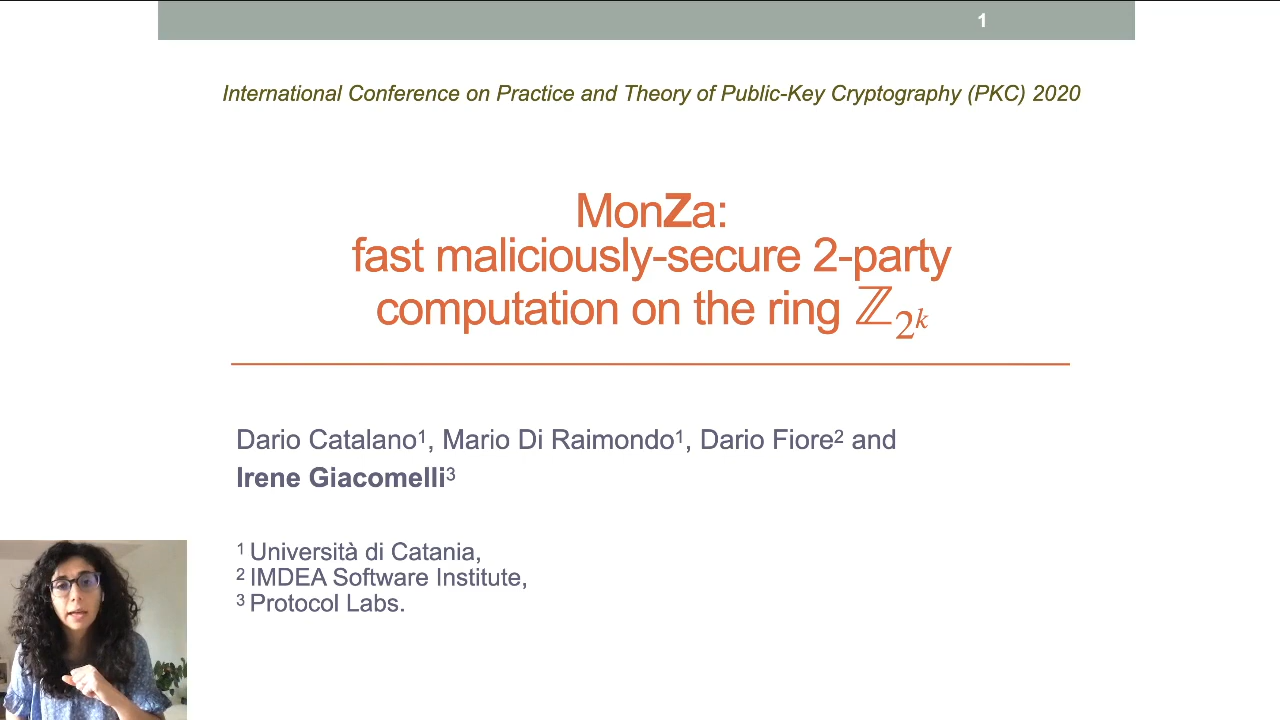 1
International Conference on Practice and Theory of Public-Key Cryptography (PKC) 2020
MonZa:
fast maliciously-secure 2-party
computation on the ring ℤ_{2^k}
Dario Catalano¹, Mario Di Raimondo¹, Dario Fiore² and
Irene Giacomelli³
¹ Università di Catania,
² IMDEA Software Institute,
³ Protocol Labs.